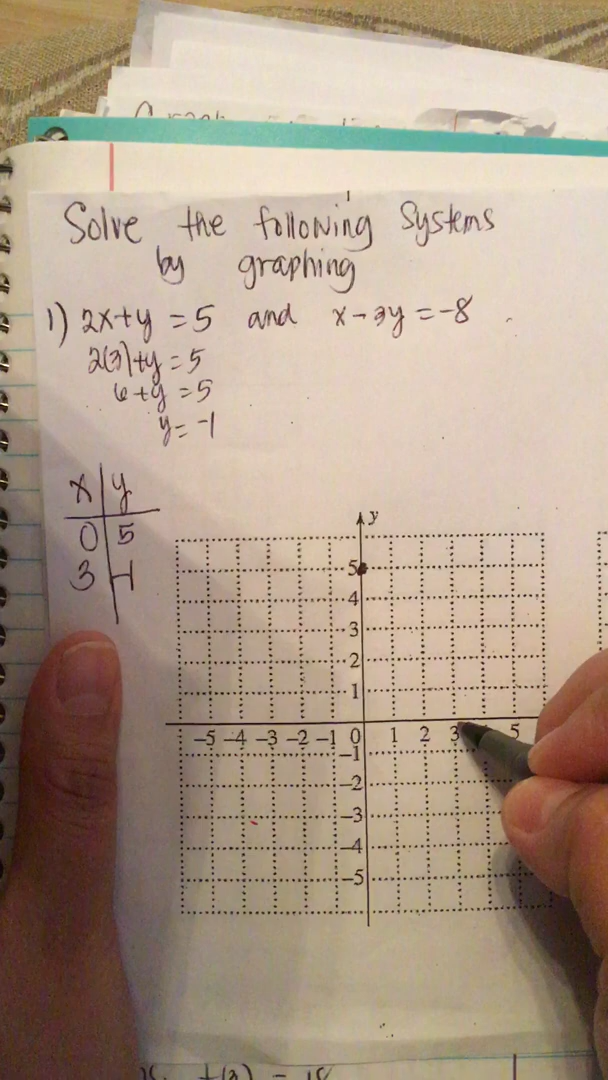 Solve the following systems
by graphing
1) 2x+y = 5 and x-3y = -8
2(3)+y = 5
6+y = 5
y = -1
x y
0 5
3 -1
y
5
4
3
2
1
-5 -4 -3 -2 -1 0 1 2 3 5
-1
-2
-3
-4
-5